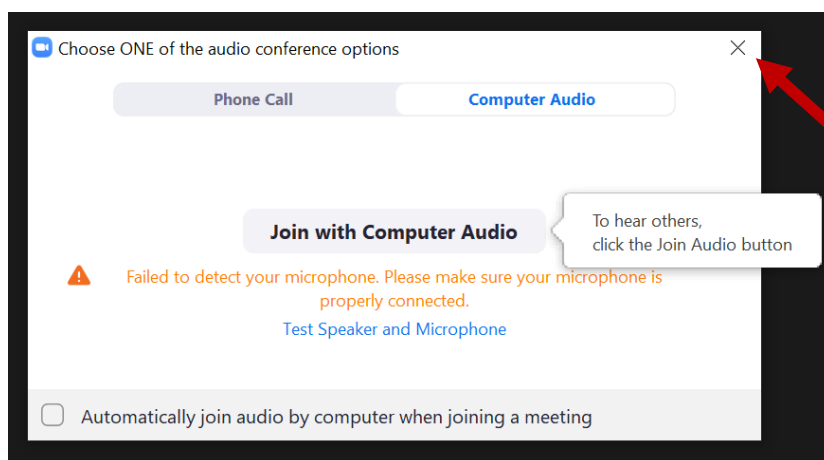 Choose ONE of the audio conference options
Phone Call
Computer Audio
Join with Computer Audio
To hear others,
click the Join Audio button
Failed to detect your microphone. Please make sure your microphone is
properly connected.
Test Speaker and Microphone
Automatically join audio by computer when joining a meeting